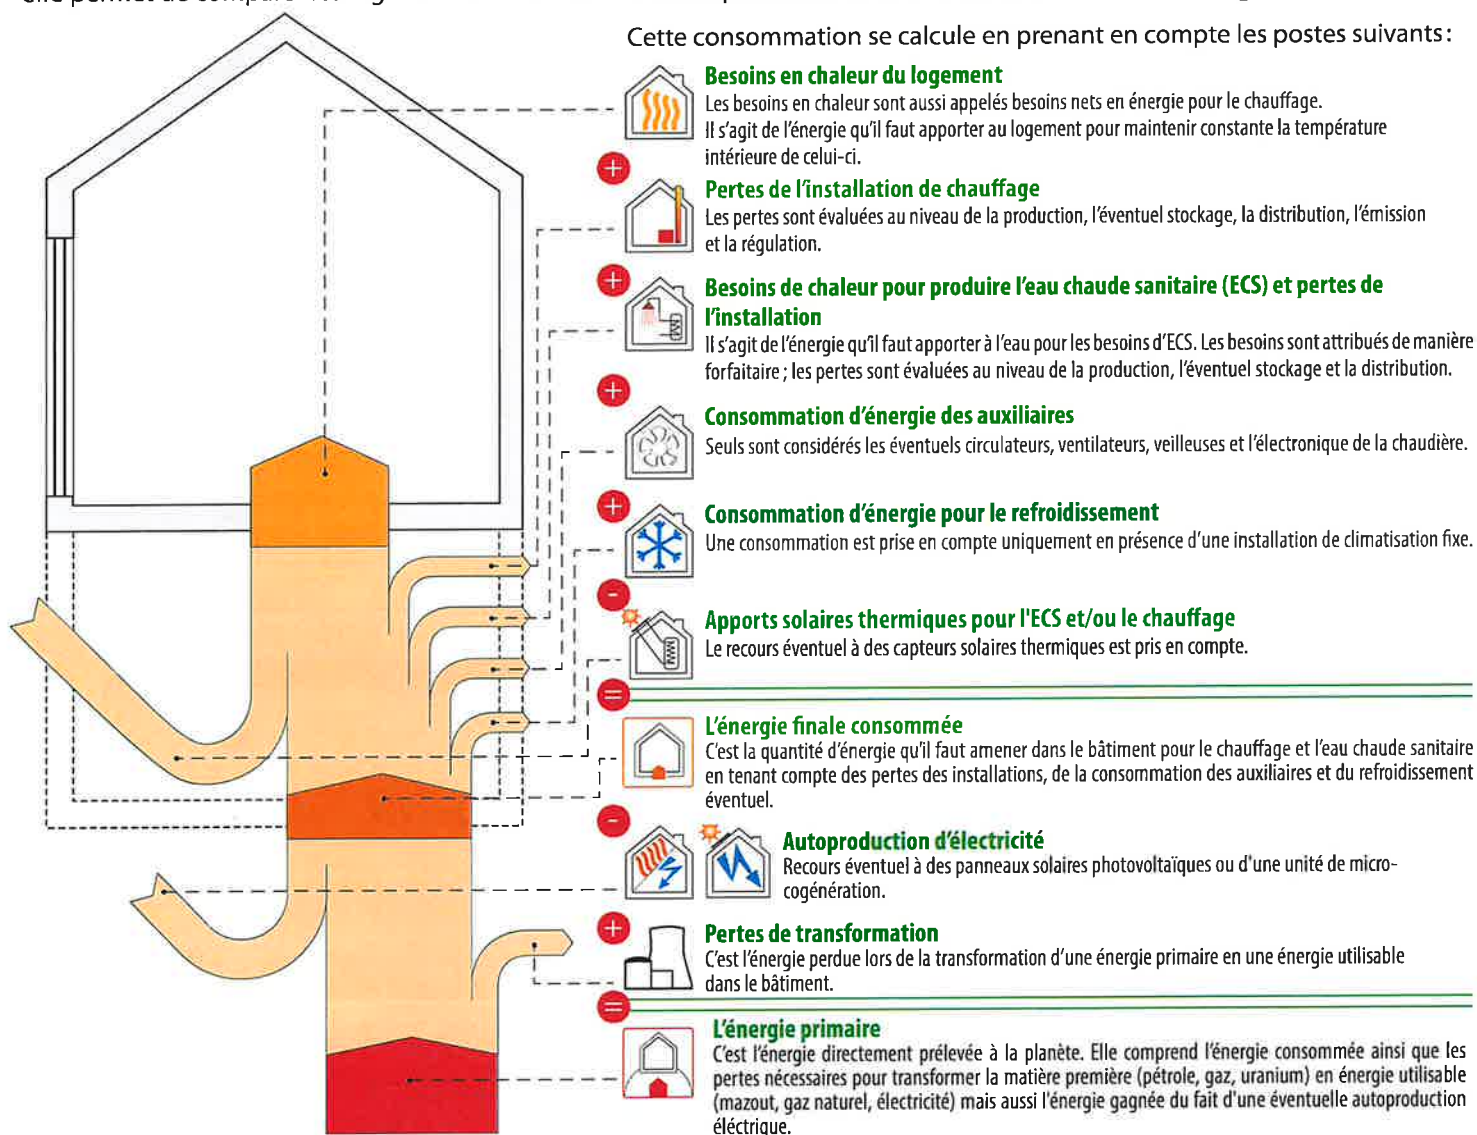 Cette consommation se calcule en prenant en compte les postes suivants :
Besoins en chaleur du logement
Les besoins en chaleur sont aussi appelés besoins nets en énergie pour le chauffage.
Il s'agit de l'énergie qu'il faut apporter au logement pour maintenir constante la température
intérieure de celui-ci.
+
Pertes de l'installation de chauffage
Les pertes sont évaluées au niveau de la production, l'éventuel stockage, la distribution, l'émission
et la régulation.
+
Besoins de chaleur pour produire l'eau chaude sanitaire (ECS) et pertes de
l'installation
Il s'agit de l'énergie qu'il faut apporter à l'eau pour les besoins d'ECS. Les besoins sont attribués de manière
forfaitaire ; les pertes sont évaluées au niveau de la production, l'éventuel stockage et la distribution.
+
Consommation d'énergie des auxiliaires
Seuls sont considérés les éventuels circulateurs, ventilateurs, veilleuses et l'électronique de la chaudière.
+
Consommation d'énergie pour le refroidissement
Une consommation est prise en compte uniquement en présence d'une installation de climatisation fixe.
-
Apports solaires thermiques pour l'ECS et/ou le chauffage
Le recours éventuel à des capteurs solaires thermiques est pris en compte.
=
L'énergie finale consommée
C'est la quantité d'énergie qu'il faut amener dans le bâtiment pour le chauffage et l'eau chaude sanitaire
en tenant compte des pertes des installations, de la consommation des auxiliaires et du refroidissement
éventuel.
-
Autoproduction d'électricité
Recours éventuel à des panneaux solaires photovoltaïques ou d'une unité de micro-
cogénération.
+
Pertes de transformation
C'est l'énergie perdue lors de la transformation d'une énergie primaire en une énergie utilisable
dans le bâtiment.
=
L'énergie primaire
C'est l'énergie directement prélevée à la planète. Elle comprend l'énergie consommée ainsi que les
pertes nécessaires pour transformer la matière première (pétrole, gaz, uranium) en énergie utilisable
(mazout, gaz naturel, électricité) mais aussi l'énergie gagnée du fait d'une éventuelle autoproduction
éléctrique.